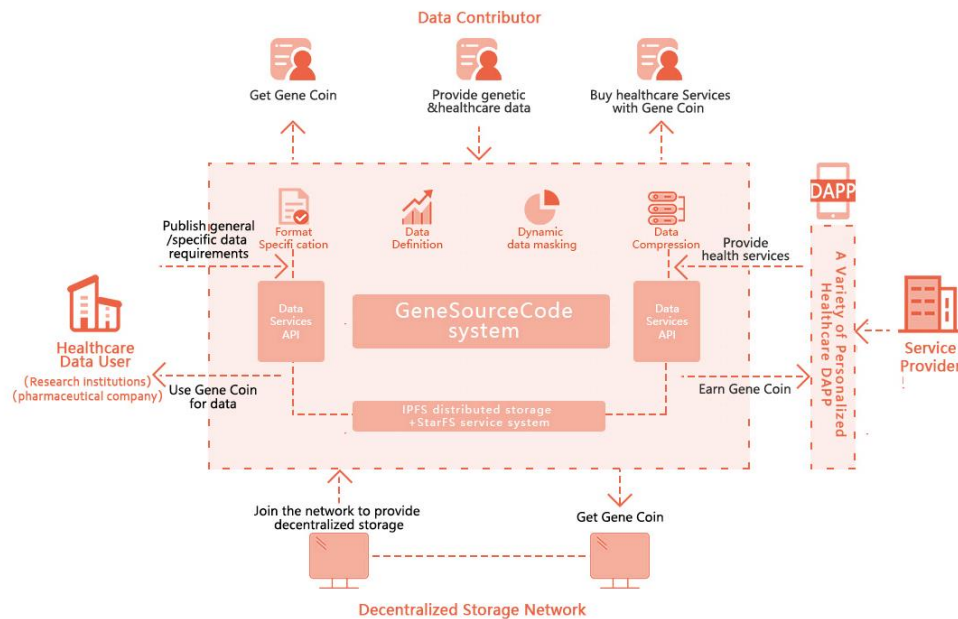 Data Contributor
Get Gene Coin
Provide genetic
&healthcare data
Buy healthcare Services
with Gene Coin
DAPP
Format
Specifi cation
Data
Definition
Dynamic
data masking
Data
Compression
Publish general
/specific data
requirements
Provide
health services
Data
Services
API
GeneSourceCode
system
Data
Services
API
A Variety of Personalized
Healthcare DAPP
Healthcare
Data User
(Research institutions)
(pharmaceutical company)
Service
Provider
Use Gene Coin
for data
Earn Gene Coin
IPFS distributed storage
+StarFS service system
Join the network to provide
decentralized storage
Get Gene Coin
Decentralized Storage Network